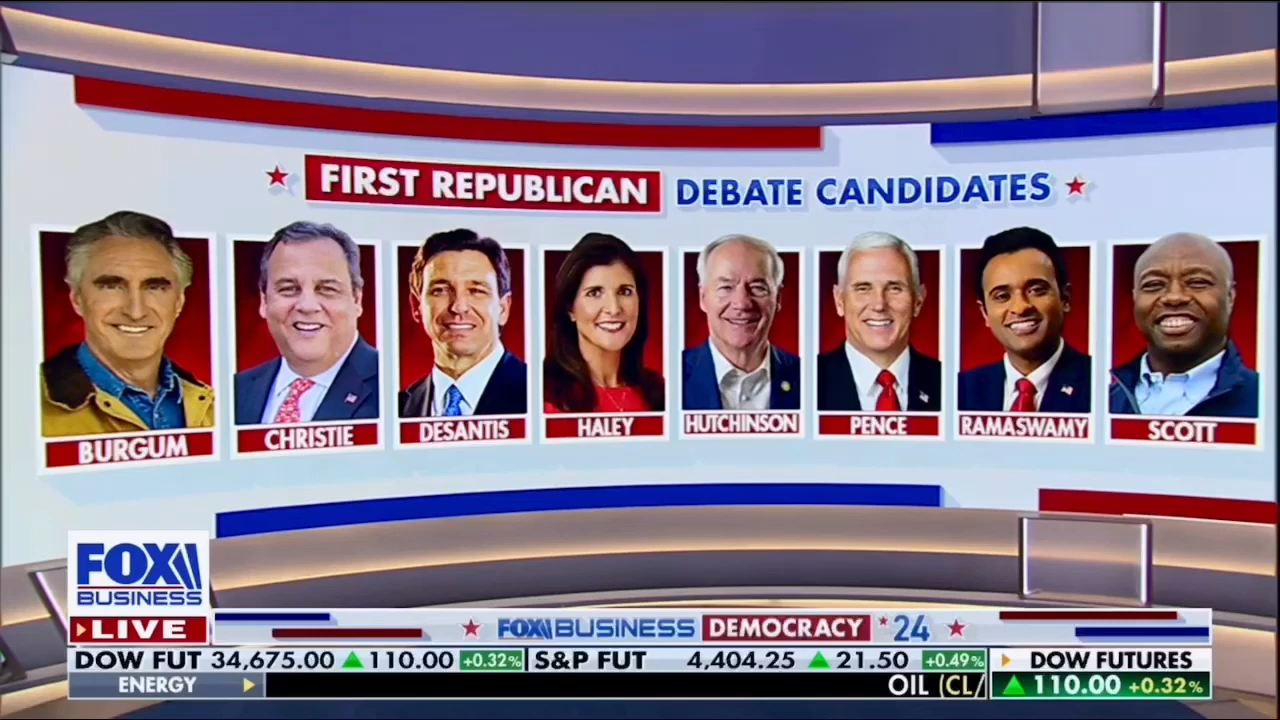 FIRST REPUBLICAN DEBATE CANDIDATES
BURGUM
CHRISTIE
DESANTIS
HALEY
HUTCHINSON
PENCE
RAMASWAMY
SCOTT
FOX
BUSINESS
LIVE
FOX BUSINESS DEMOCRACY 24
DOW FUT 34,675.00 ▲ 110.00 +0.32% S&P FUT 4,404.25 ▲ 21.50 +0.49% DOW FUTURES
ENERGY OIL (CL/ ▲ 110.00 +0.32%